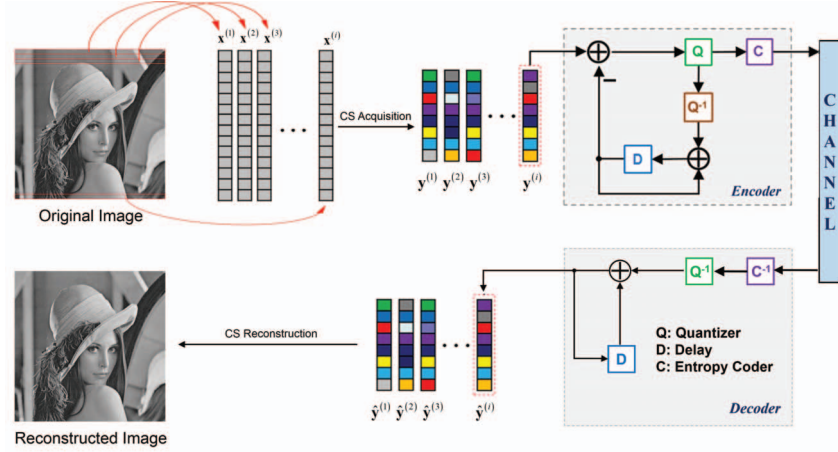 x^(1) x^(2) x^(3) x^(i)
Original Image
CS Acquisition
y^(1) y^(2) y^(3) y^(i)
Q C
Q^-1
D
Encoder
CHANNEL
Q^-1 C^-1
D
Q: Quantizer
D: Delay
C: Entropy Coder
Decoder
CS Reconstruction
ŷ^(1) ŷ^(2) ŷ^(3) ŷ^(i)
Reconstructed Image